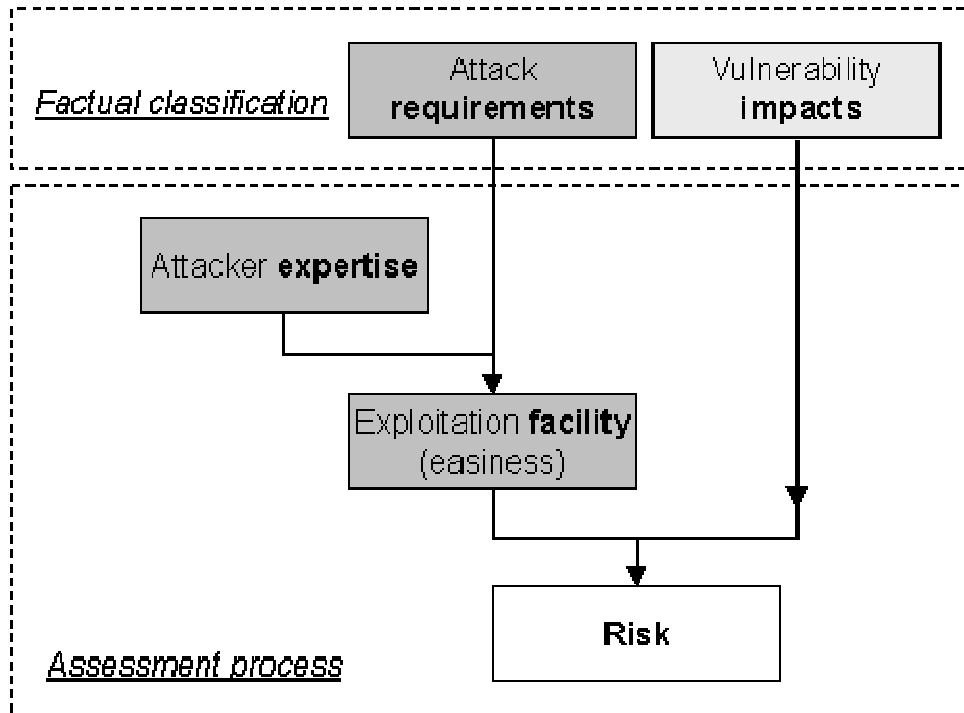 Attack
requirements
Vulnerability
impacts
Factual classification
Attacker expertise
Exploitation facility
(easiness)
Risk
Assessment process